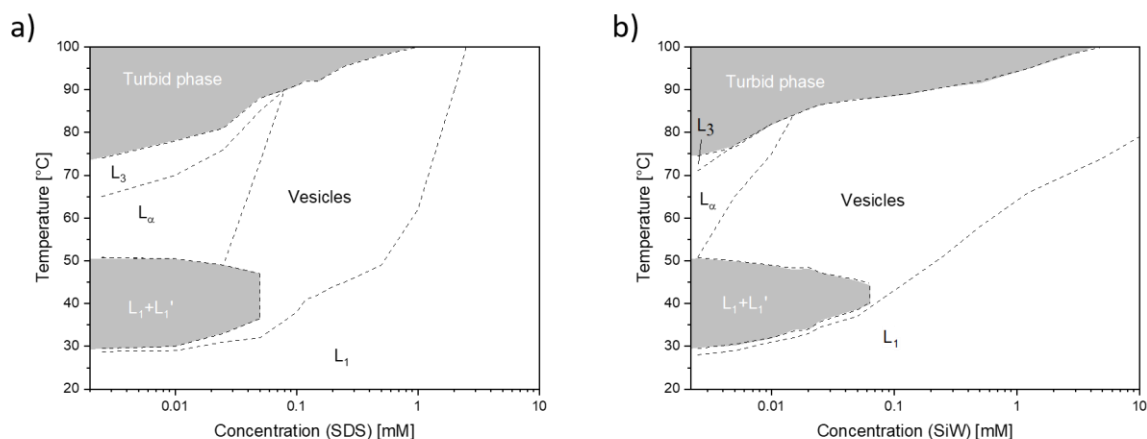 a)
100
90
80
70
60
50
40
30
20
Temperature [°C]
Turbid phase
L₃
Lα
Vesicles
L₁+L₁'
L₁
0.01
0.1
1
10
Concentration (SDS) [mM]
b)
100
90
80
70
60
50
40
30
20
Temperature [°C]
Turbid phase
L₃
Lα
Vesicles
L₁+L₁'
L₁
0.01
0.1
1
10
Concentration (SiW) [mM]